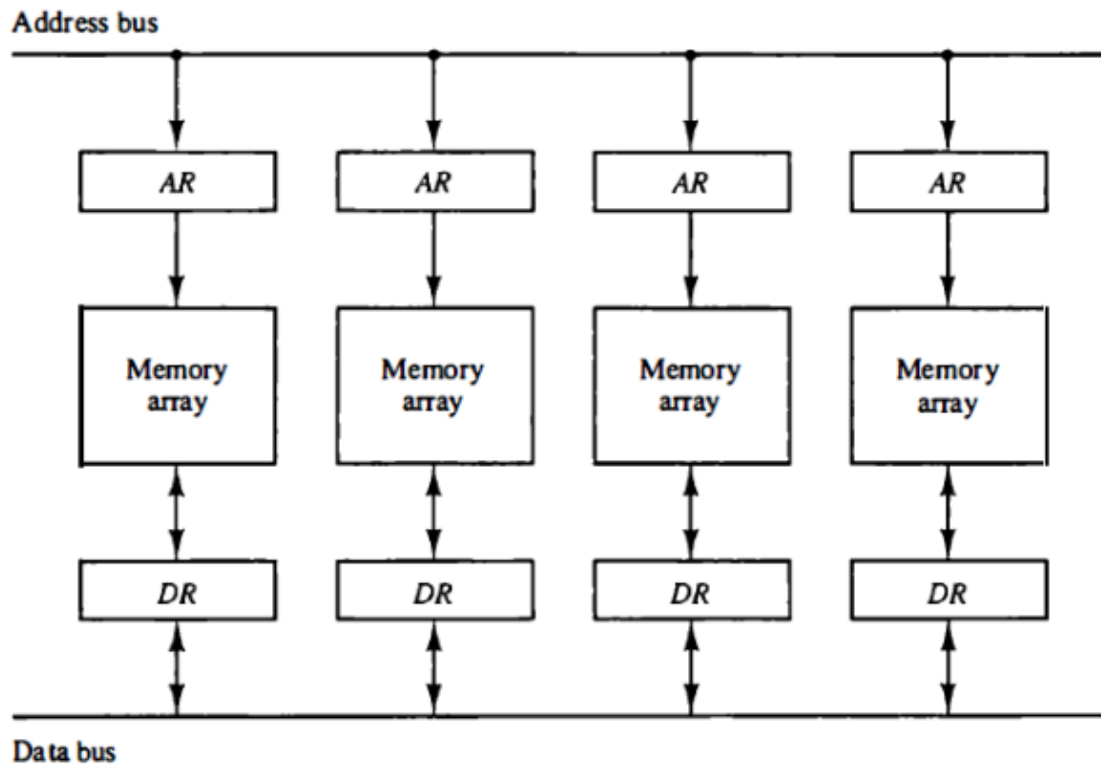 Address bus
AR AR AR AR
Memory Memory Memory Memory
array array array array
DR DR DR DR
Data bus